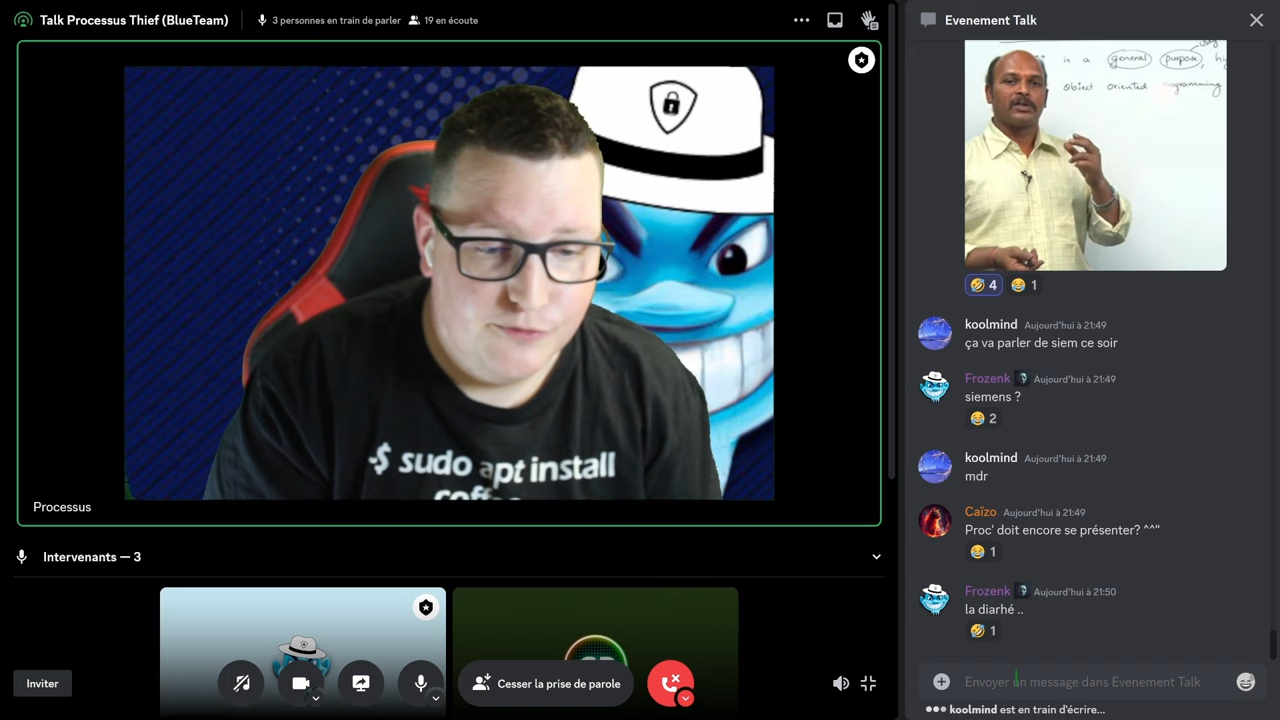 Talk Processus Thief (BlueTeam)
3 personnes en train de parler
19 en écoute
-$ sudo apt install
Processus
Intervenants — 3
Inviter
Cesser la prise de parole
Evenement Talk
is a general purpose
Object Oriented
4
1
koolmind Aujourd'hui à 21:49
ça va parler de siem ce soir
Frozenk Aujourd'hui à 21:49
siemens ?
2
koolmind Aujourd'hui à 21:49
mdr
Caïzo Aujourd'hui à 21:49
Proc' doit encore se présenter? ^^"
1
Frozenk Aujourd'hui à 21:50
la diarhé ..
1
Envoyer un message dans Evenement Talk
koolmind est en train d'écrire...